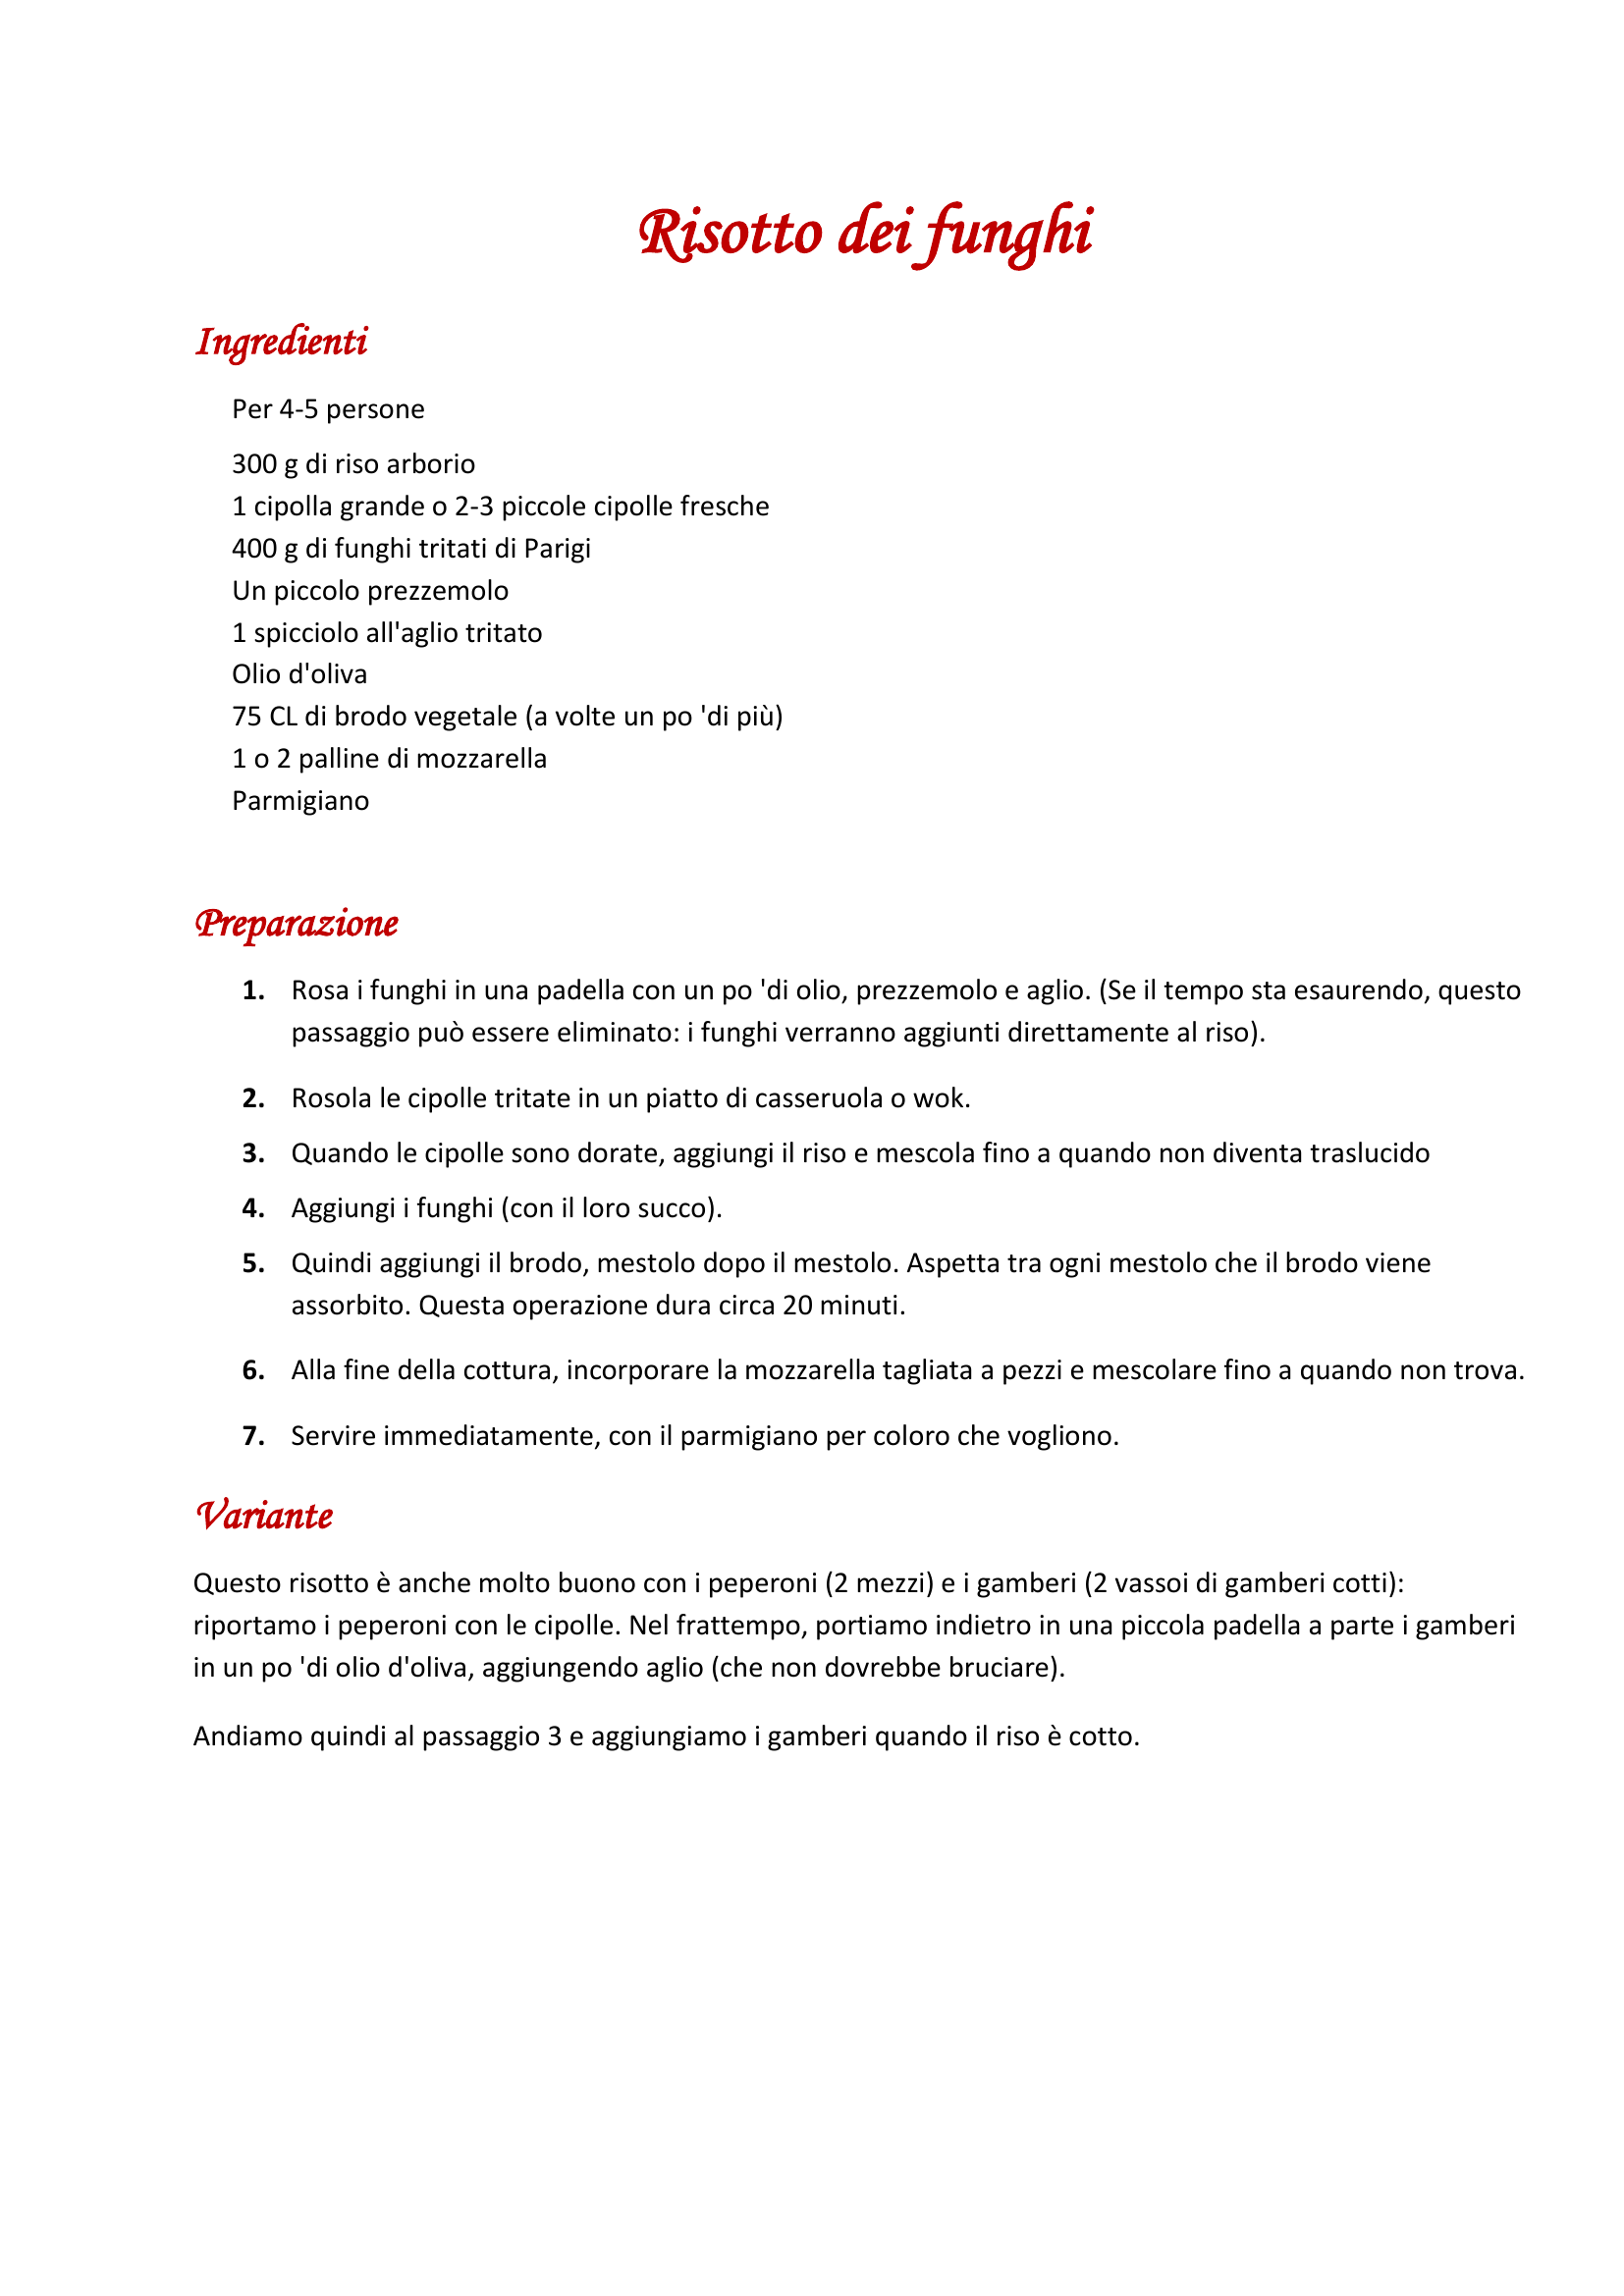 Risotto dei funghi
Ingredienti
Per 4-5 persone
300 g di riso arborio
1 cipolla grande o 2-3 piccole cipolle fresche
400 g di funghi tritati di Parigi
Un piccolo prezzemolo
1 spicciolo all'aglio tritato
Olio d'oliva
75 CL di brodo vegetale (a volte un po 'di più)
1 o 2 palline di mozzarella
Parmigiano
Preparazione
1. Rosa i funghi in una padella con un po 'di olio, prezzemolo e aglio. (Se il tempo sta esaurendo, questo
passaggio può essere eliminato: i funghi verranno aggiunti direttamente al riso).
2. Rosola le cipolle tritate in un piatto di casseruola o wok.
3. Quando le cipolle sono dorate, aggiungi il riso e mescola fino a quando non diventa traslucido
4. Aggiungi i funghi (con il loro succo).
5. Quindi aggiungi il brodo, mestolo dopo il mestolo. Aspetta tra ogni mestolo che il brodo viene
assorbito. Questa operazione dura circa 20 minuti.
6. Alla fine della cottura, incorporare la mozzarella tagliata a pezzi e mescolare fino a quando non trova.
7. Servire immediatamente, con il parmigiano per coloro che vogliono.
Variante
Questo risotto è anche molto buono con i peperoni (2 mezzi) e i gamberi (2 vassoi di gamberi cotti):
riportamo i peperoni con le cipolle. Nel frattempo, portiamo indietro in una piccola padella a parte i gamberi
in un po 'di olio d'oliva, aggiungendo aglio (che non dovrebbe bruciare).
Andiamo quindi al passaggio 3 e aggiungiamo i gamberi quando il riso è cotto.